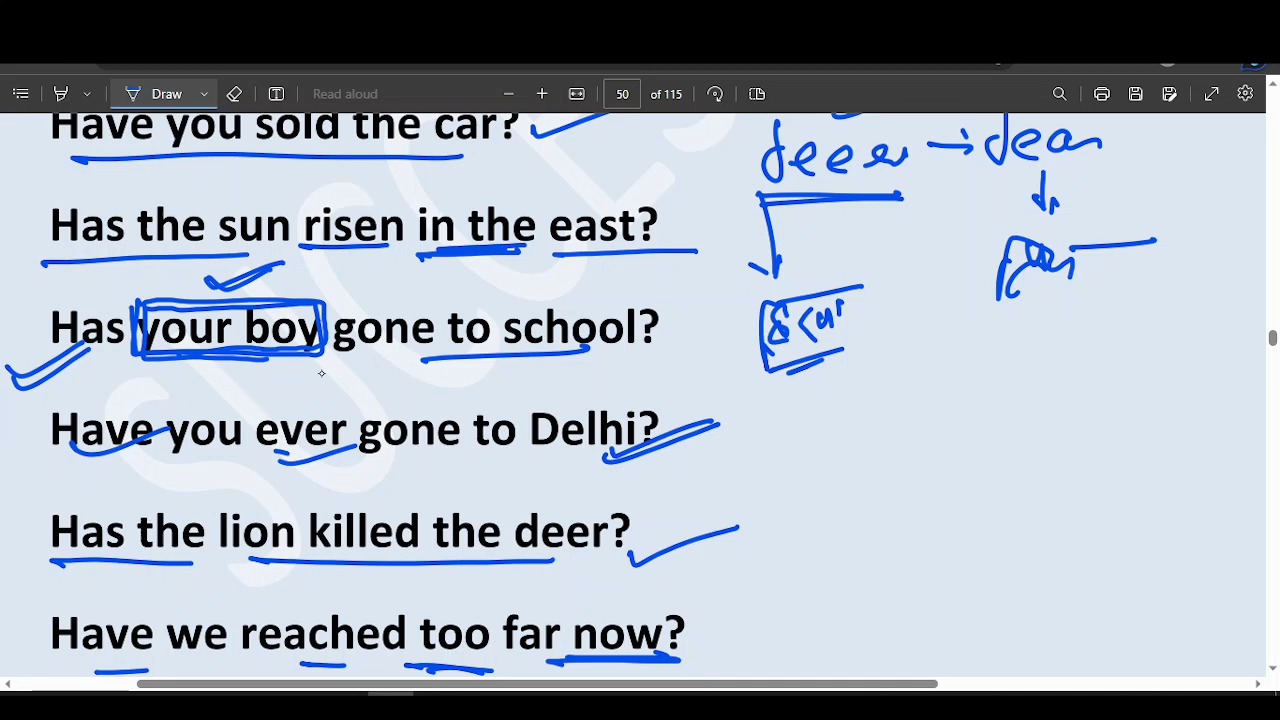 Draw
Read aloud
50 of 115
Have you sold the car?
Has the sun risen in the east?
Has your boy gone to school?
Have you ever gone to Delhi?
Has the lion killed the deer?
Have we reached too far now?
SUCCES
deer → dear